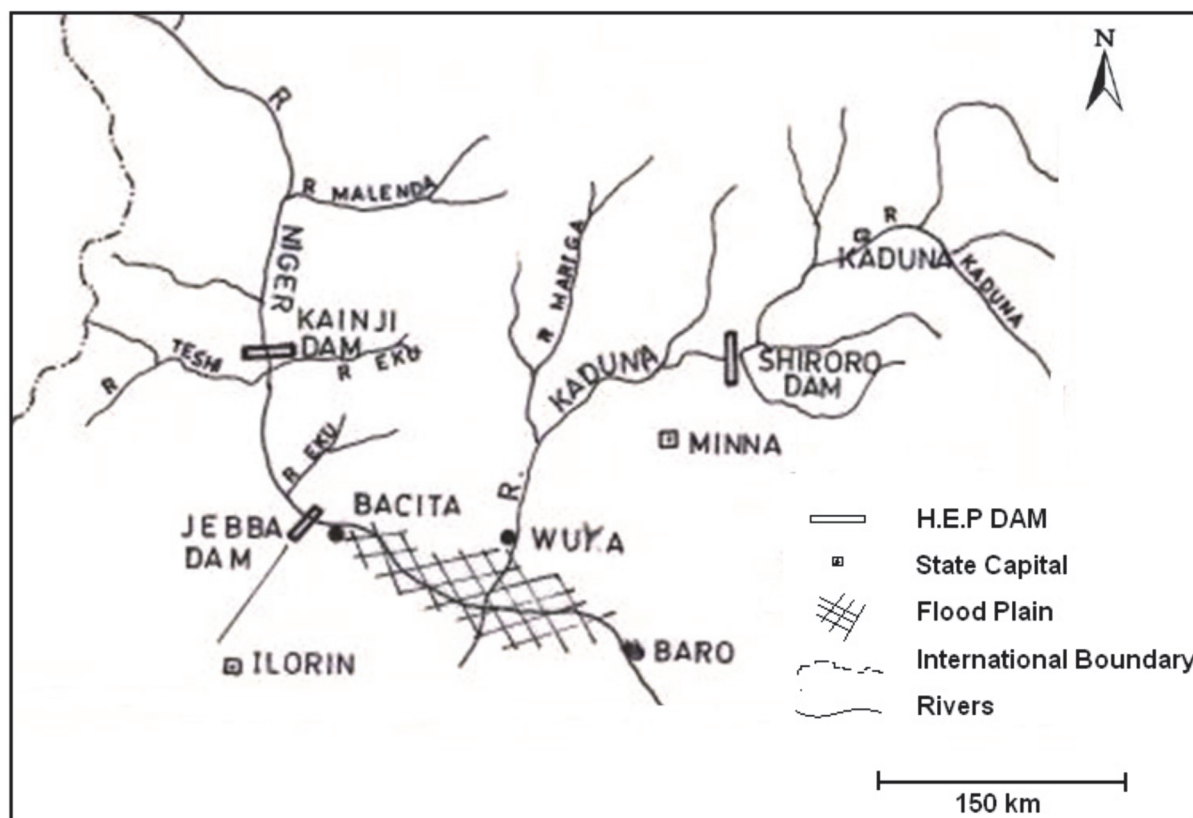 N
R
R MALENDA
NIGER
R MARIGA
R
KADUNA
KADUNA
KAINJI
DAM
TESHI
R
R EKU
KADUNA
R.
SHIRORO
DAM
MINNA
R EKU
BACITA
JEBBA
DAM
WUYA
ILORIN
BARO
H.E.P DAM
State Capital
Flood Plain
International Boundary
Rivers
150 km